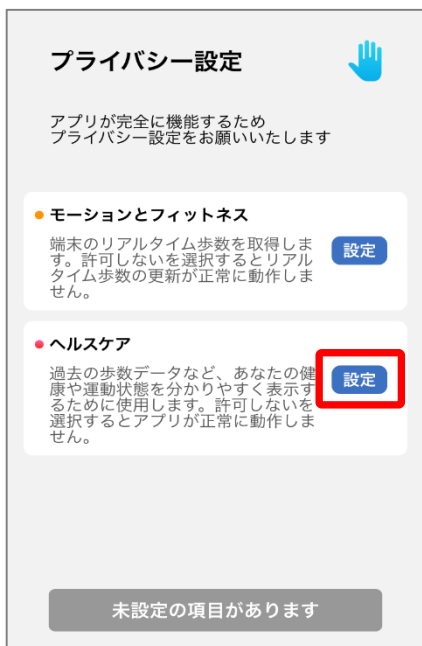 プライバシー設定
アプリが完全に機能するため
プライバシー設定をお願いいたします
モーションとフィットネス
端末のリアルタイム歩数を取得しま
す。許可しないを選択するとリアル
タイム歩数の更新が正常に動作しま
せん。
設定
ヘルスケア
過去の歩数データなど、あなたの健
康や運動状態を分かりやすく表示す
るために使用します。許可しないを
選択するとアプリが正常に動作しま
せん。
設定
未設定の項目があります